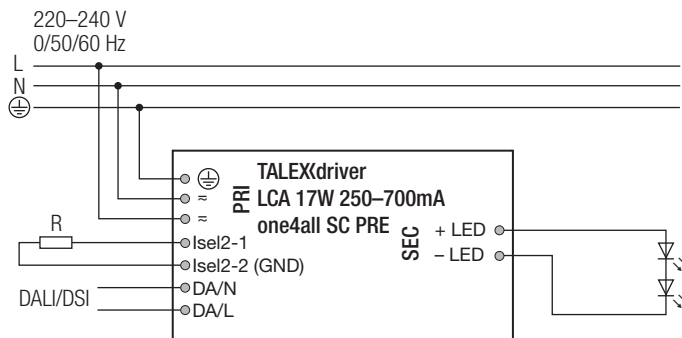 220–240 V
0/50/60 Hz
L
N
PRI
TALEXXdriver
LCA 17W 250–700mA
one4all SC PRE
≂
≂
R
Isel2-1
Isel2-2 (GND)
DALI/DSI
DA/N
DA/L
SEC
+ LED
– LED